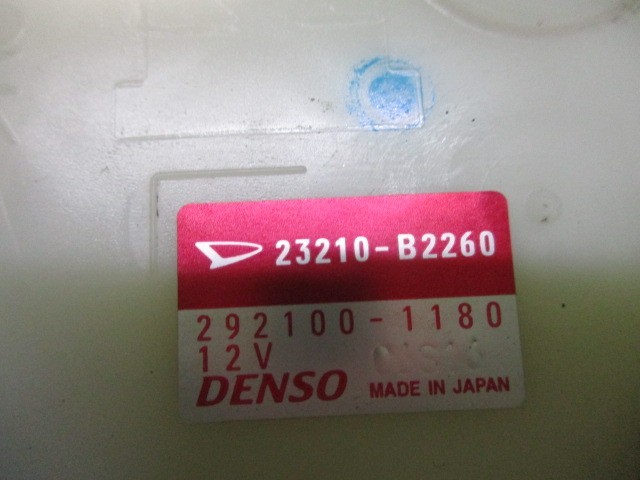 23210-B2260
292100-1180
12V
DENSO MADE IN JAPAN